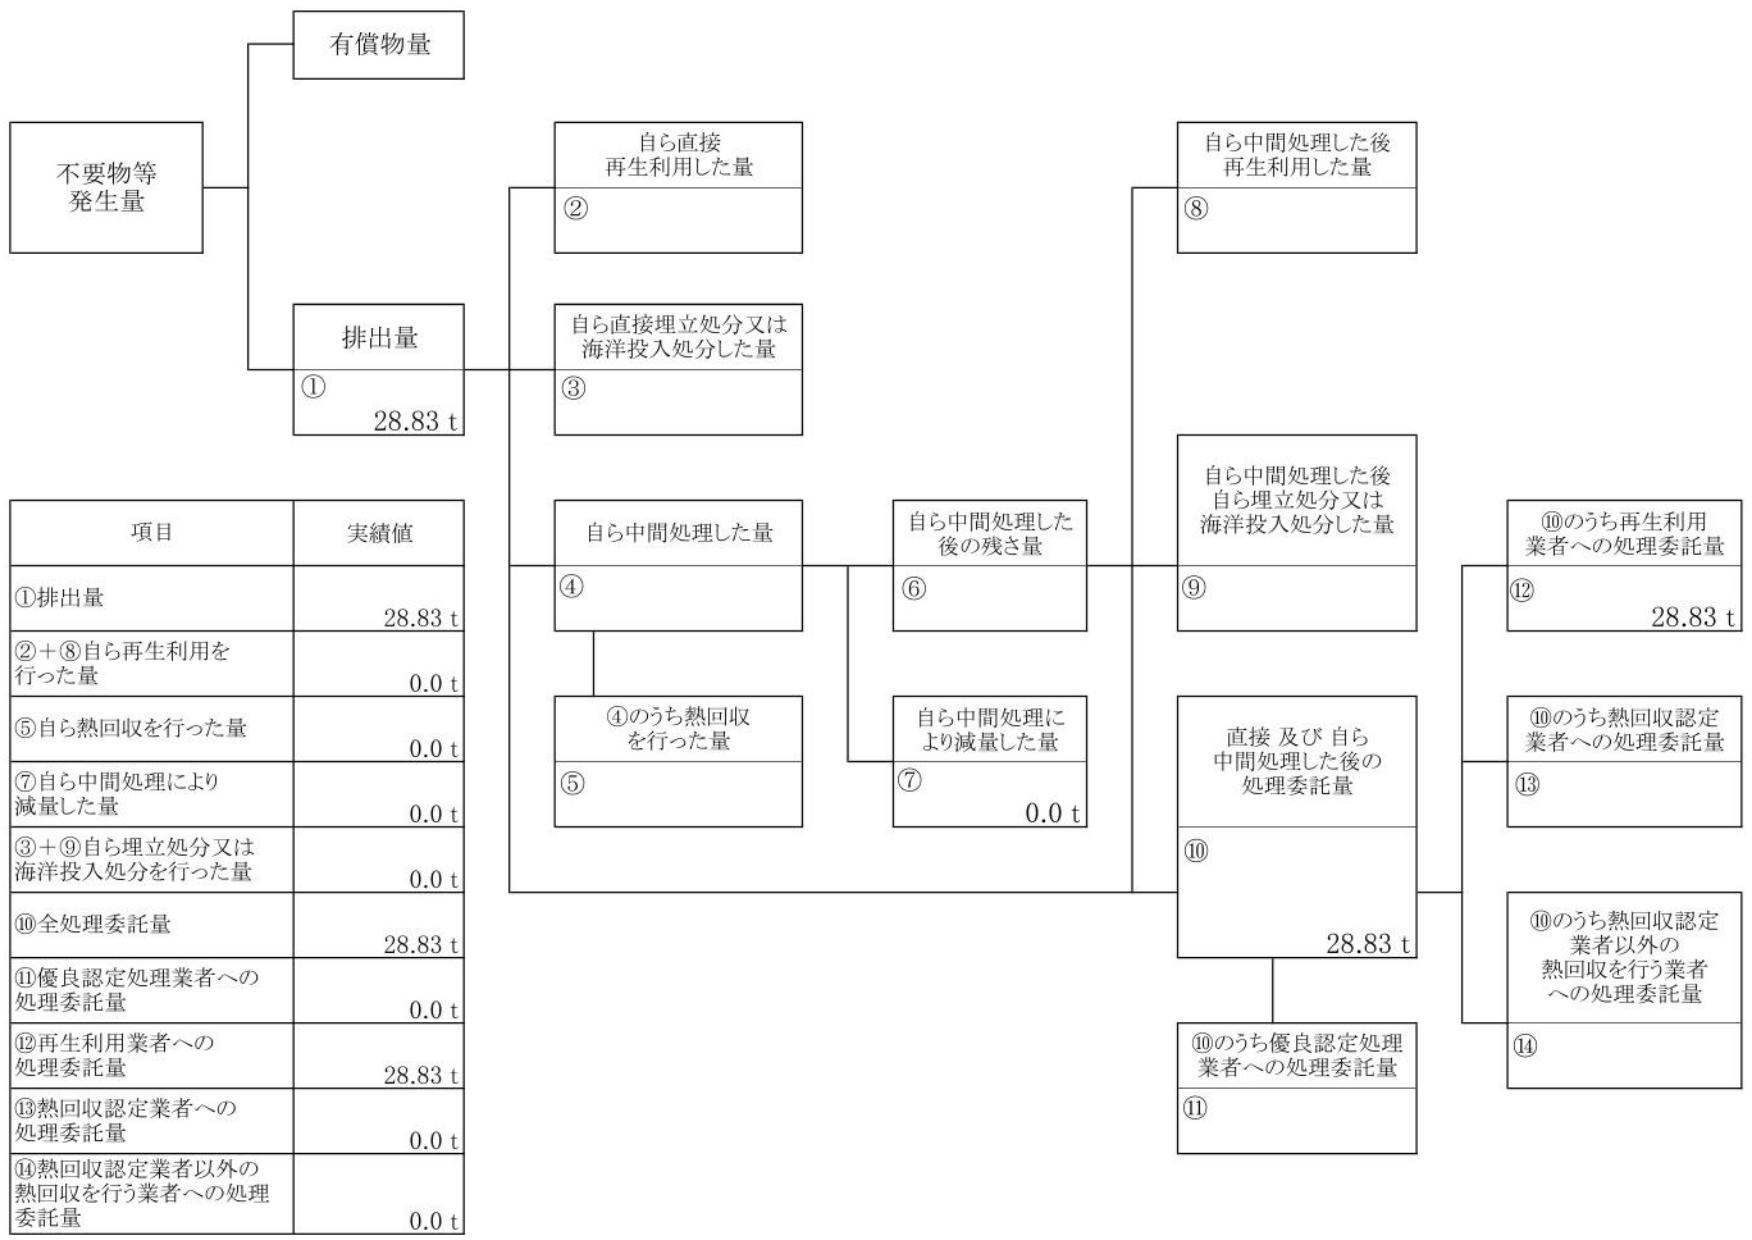 有償物量
不要物等
発生量
排出量
①
28.83 t
自ら直接
再生利用した量
②
自ら直接埋立処分又は
海洋投入処分した量
③
自ら中間処理した量
④
④のうち熱回収
を行った量
⑤
自ら中間処理した
後の残さ量
⑥
自ら中間処理に
より減量した量
⑦
0.0 t
自ら中間処理した後
再生利用した量
⑧
自ら中間処理した後
自ら埋立処分又は
海洋投入処分した量
⑨
直接 及び 自ら
中間処理した後の
処理委託量
⑩
28.83 t
⑩のうち優良認定処理
業者への処理委託量
⑪
⑩のうち再生利用
業者への処理委託量
⑫
28.83 t
⑩のうち熱回収認定
業者への処理委託量
⑬
⑩のうち熱回収認定
業者以外の
熱回収を行う業者
への処理委託量
⑭
項目 実績値
①排出量
28.83 t
②+⑧自ら再生利用を
行った量
0.0 t
⑤自ら熱回収を行った量
0.0 t
⑦自ら中間処理により
減量した量
0.0 t
③+⑨自ら埋立処分又は
海洋投入処分を行った量
0.0 t
⑩全処理委託量
28.83 t
⑪優良認定処理業者への
処理委託量
0.0 t
⑫再生利用業者への
処理委託量
28.83 t
⑬熱回収認定業者への
処理委託量
0.0 t
⑭熱回収認定業者以外の
熱回収を行う業者への処理
委託量
0.0 t